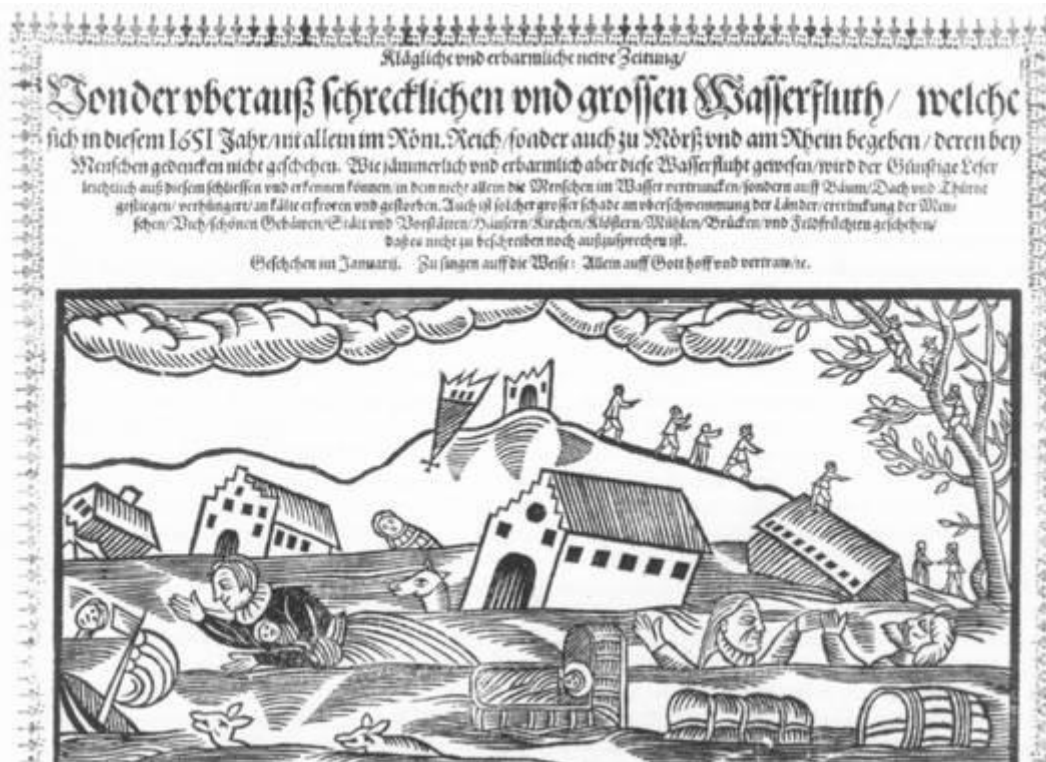 Klägliche vnd erbarmliche newe Zeitung/
Von der vberauß schrecklichen vnd grossen Wasserfluth/ welche
sich in diesem 1651 Jahr/nit allein im Röm. Reich/sonder auch zu Mörß vnd am Rhein begeben/deren bey
Menschen gedencken nicht geschehen. Wie jämmerlich vnd erbarmlich aber diese Wasserfluht gewesen/wird der Günstige Leser
leichtlich auß diesem schliessen vnd erkennen können/in dem nicht allein die Menschen im Wasser vertruncken/sondern auff Bäum/Dach vnd Thürne
gestiegen/verhungert/an kälte erfroren vnd gestorben. Auch ist solcher grosser schade an vberschwemmung der Länder/ertrinckung der Men
schen/Vieh/schönen Gebäwen/Stätt vnd Vorstätten/Häusern/Kirchen/Klöstern/Mühlen/Brücken/vnd Feldfrüchten geschehen/
daß es nicht zu beschreiben noch außzusprechen ist.
Geschehen im Januarij. Zu singen auff die Weise: Allein auff Gott hoff vnd vertraw/ꝛc.